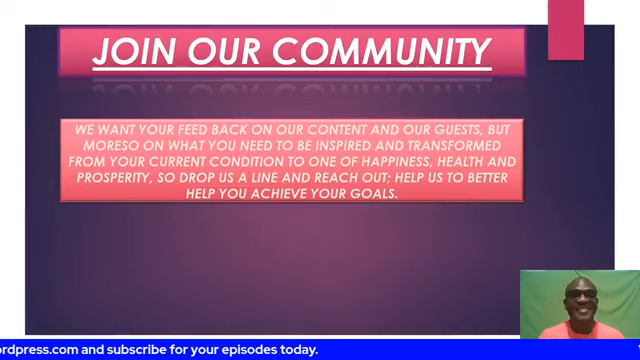 JOIN OUR COMMUNITY
WE WANT YOUR FEED BACK ON OUR CONTENT AND OUR GUESTS, BUT
MORESO ON WHAT YOU NEED TO BE INSPIRED AND TRANSFORMED
FROM YOUR CURRENT CONDITION TO ONE OF HAPPINESS, HEALTH AND
PROSPERITY, SO DROP US A LINE AND REACH OUT; HELP US TO BETTER
HELP YOU ACHIEVE YOUR GOALS.
ordpress.com and subscribe for your episodes today.